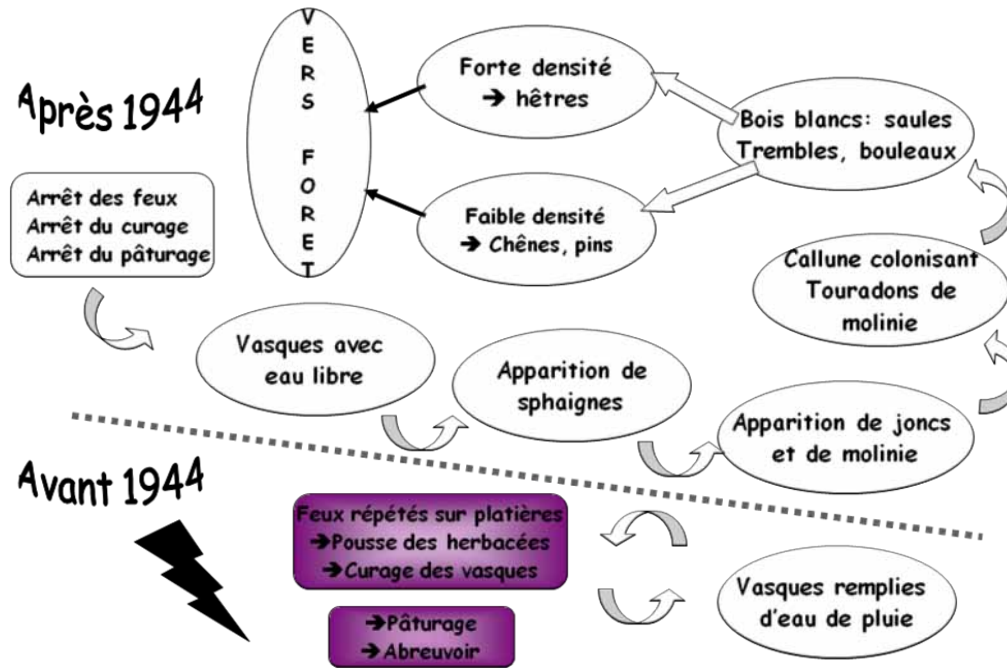 Après 1944
Arrêt des feux
Arrêt du curage
Arrêt du pâturage
VERS FORET
Forte densité
➔ hêtres
Bois blancs: saules
Trembles, bouleaux
Faible densité
➔ Chênes, pins
Callune colonisant
Touradons de
molinie
Vasques avec
eau libre
Apparition de
sphaignes
Apparition de joncs
et de molinie
Avant 1944
Feux répétés sur platières
➔Pousse des herbacées
➔Curage des vasques
➔Pâturage
➔Abreuvoir
Vasques remplies
d'eau de pluie